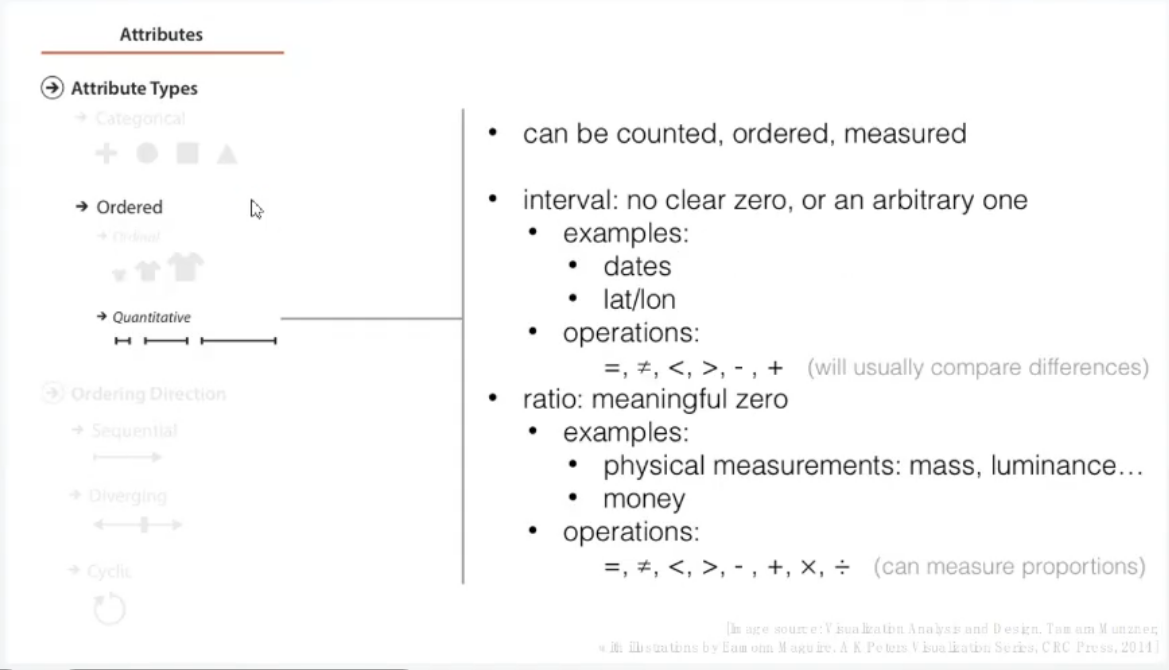 Attributes
→ Attribute Types
→ Categorical
→ Ordered
→ Ordinal
→ Quantitative
→ Ordering Direction
→ Sequential
→ Diverging
→ Cyclic
• can be counted, ordered, measured
• interval: no clear zero, or an arbitrary one
• examples:
• dates
• lat/lon
• operations:
=, ≠, <, >, - , + (will usually compare differences)
• ratio: meaningful zero
• examples:
• physical measurements: mass, luminance…
• money
• operations:
=, ≠, <, >, - , +, ×, ÷ (can measure proportions)
[Image source: Visualization Analysis and Design. Tamara Munzner,
with illustrations by Eamonn Maguire. A K Peters Visualization Series, CRC Press, 2014]